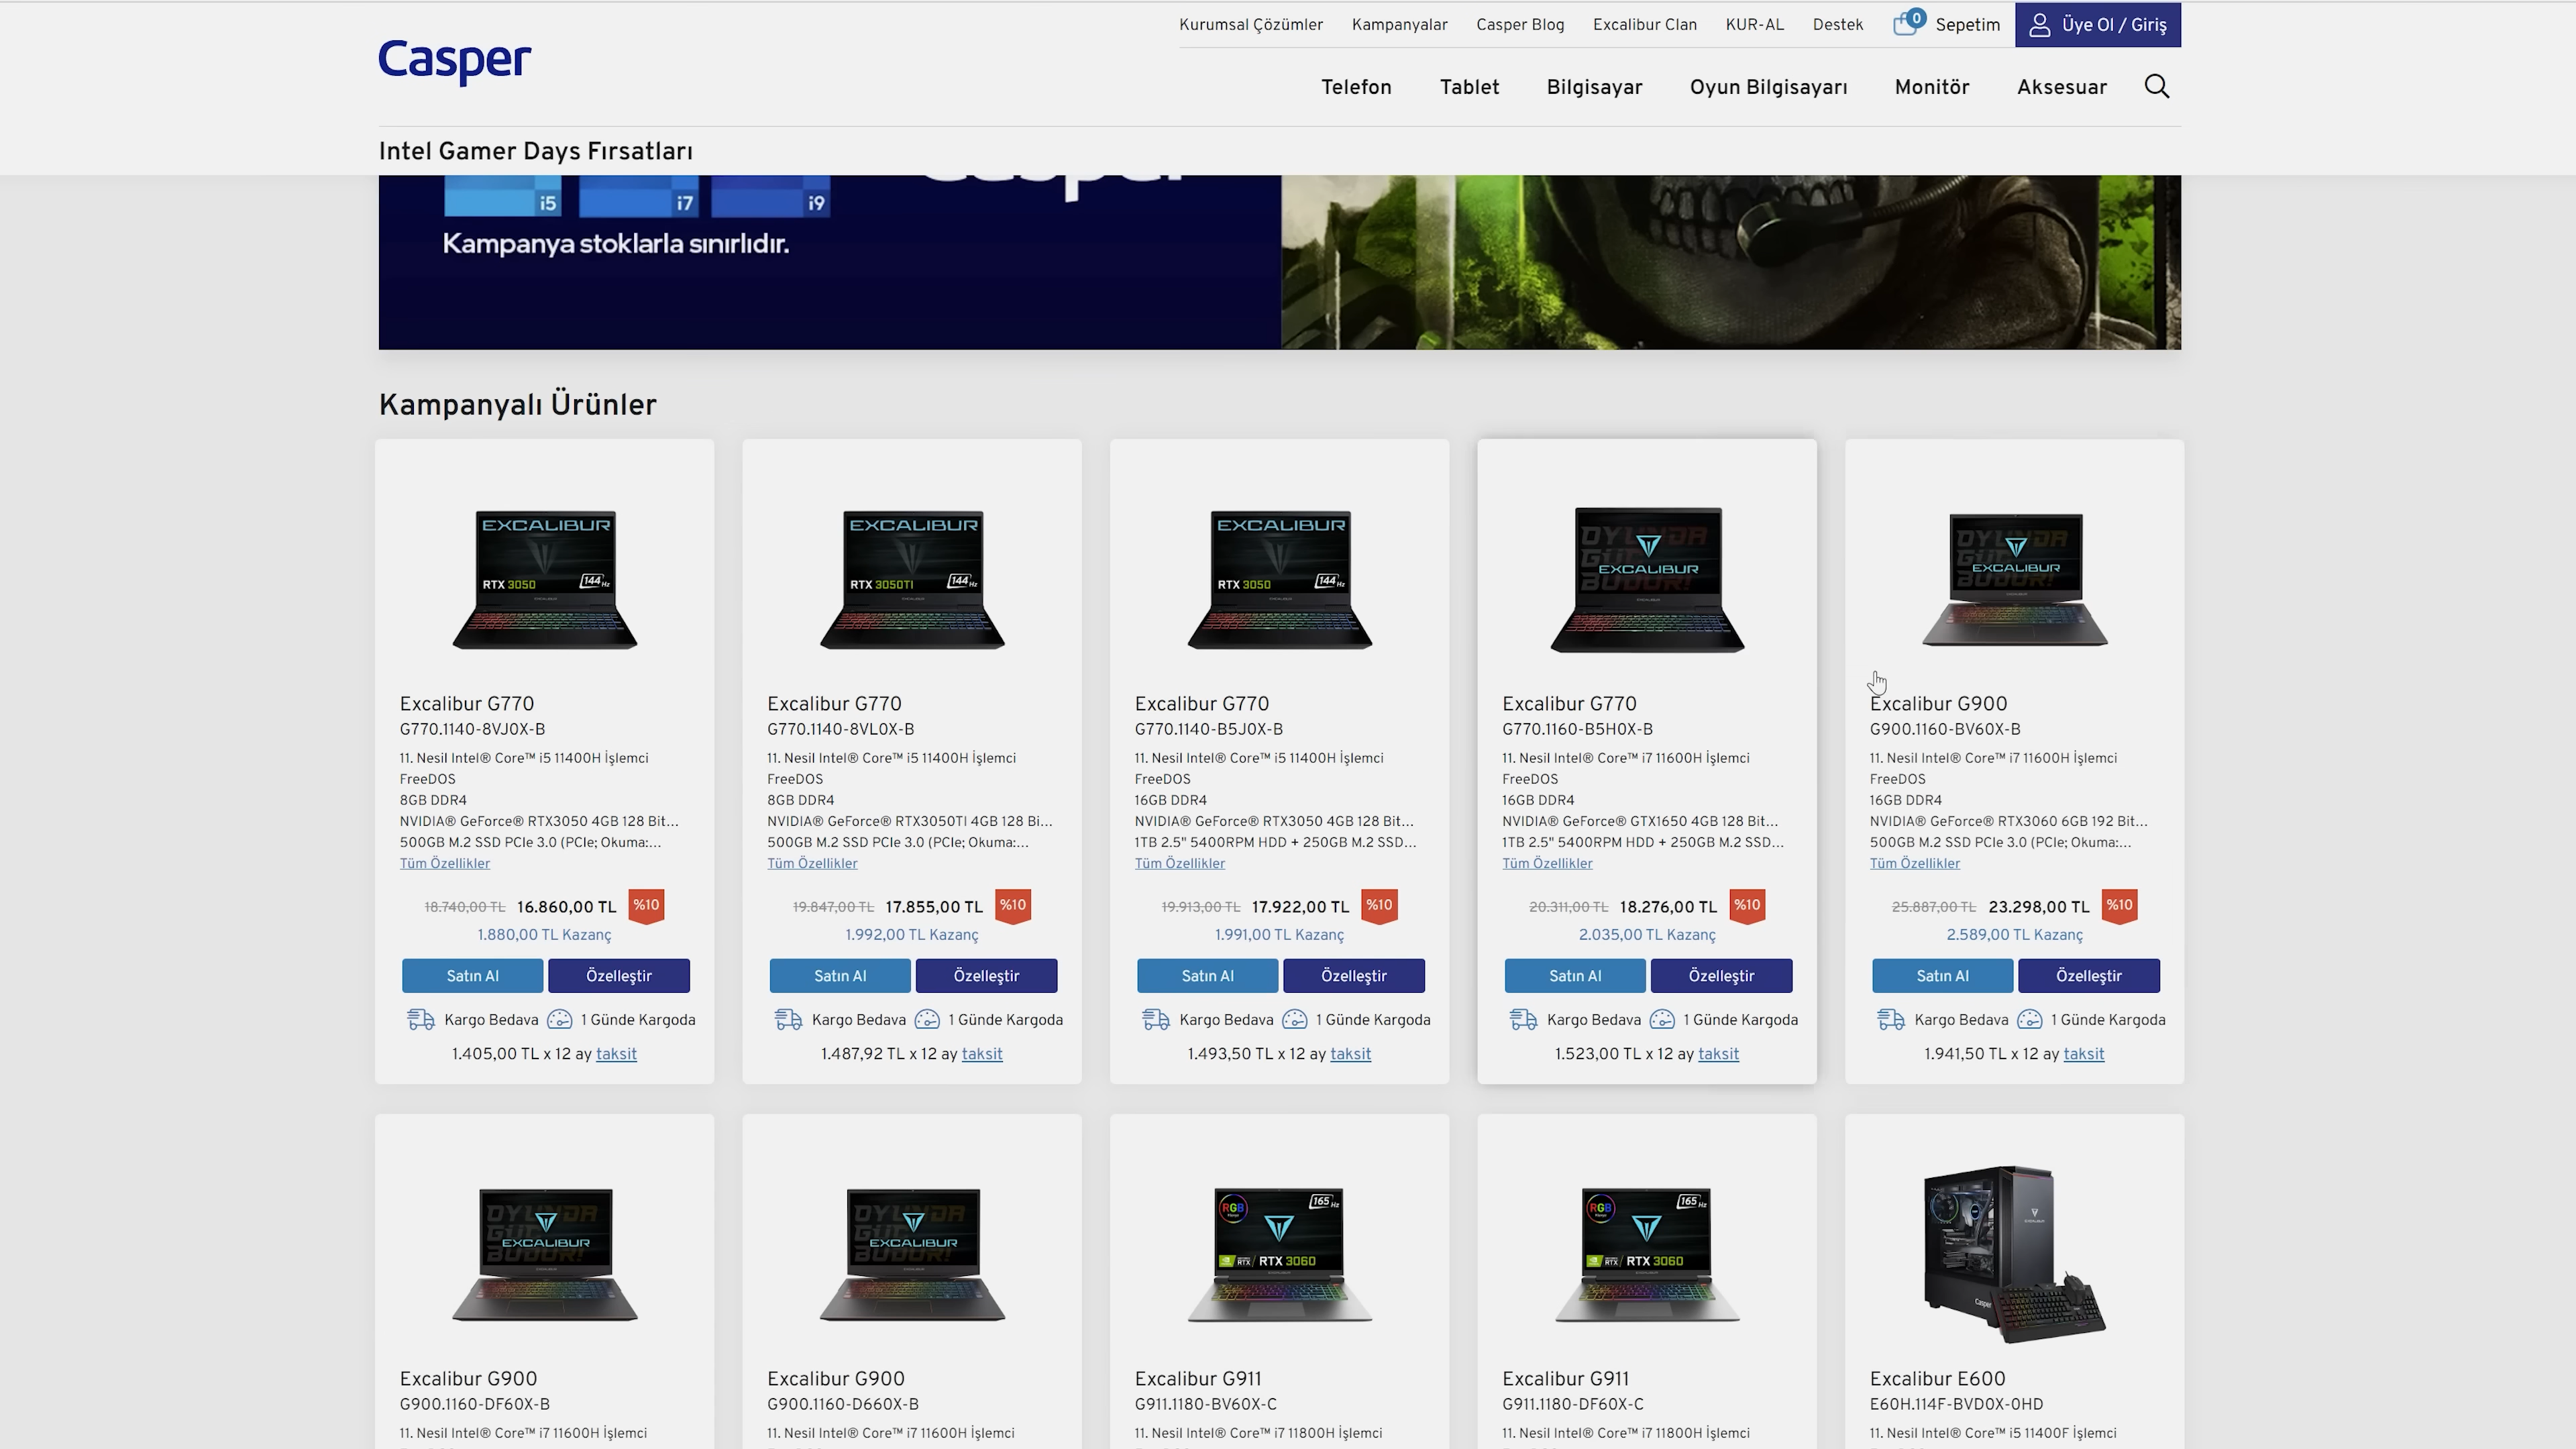 Kurumsal Çözümler Kampanyalar Casper Blog Excalibur Clan KUR-AL Destek 0 Sepetim Üye Ol / Giriş
Casper
Telefon Tablet Bilgisayar Oyun Bilgisayarı Monitör Aksesuar
Intel Gamer Days Fırsatları
i5 i7 i9
Kampanya stoklarla sınırlıdır.
Kampanyalı Ürünler
EXCALIBUR
RTX 3050 144 Hz
Excalibur G770
G770.1140-8VJ0X-B
11. Nesil Intel® Core™ i5 11400H İşlemci
FreeDOS
8GB DDR4
NVIDIA® GeForce® RTX3050 4GB 128 Bit...
500GB M.2 SSD PCIe 3.0 (PCIe; Okuma:...
Tüm Özellikler
18.740,00 TL 16.860,00 TL %10
1.880,00 TL Kazanç
Satın Al Özelleştir
Kargo Bedava 1 Günde Kargoda
1.405,00 TL x 12 ay taksit
EXCALIBUR
RTX 3050TI 144 Hz
Excalibur G770
G770.1140-8VL0X-B
11. Nesil Intel® Core™ i5 11400H İşlemci
FreeDOS
8GB DDR4
NVIDIA® GeForce® RTX3050TI 4GB 128 Bi...
500GB M.2 SSD PCIe 3.0 (PCIe; Okuma:...
Tüm Özellikler
19.847,00 TL 17.855,00 TL %10
1.992,00 TL Kazanç
Satın Al Özelleştir
Kargo Bedava 1 Günde Kargoda
1.487,92 TL x 12 ay taksit
EXCALIBUR
RTX 3050 144 Hz
Excalibur G770
G770.1140-B5J0X-B
11. Nesil Intel® Core™ i5 11400H İşlemci
FreeDOS
16GB DDR4
NVIDIA® GeForce® RTX3050 4GB 128 Bit...
1TB 2.5" 5400RPM HDD + 250GB M.2 SSD...
Tüm Özellikler
19.913,00 TL 17.922,00 TL %10
1.991,00 TL Kazanç
Satın Al Özelleştir
Kargo Bedava 1 Günde Kargoda
1.493,50 TL x 12 ay taksit
EXCALIBUR
Excalibur G770
G770.1160-B5H0X-B
11. Nesil Intel® Core™ i7 11600H İşlemci
FreeDOS
16GB DDR4
NVIDIA® GeForce® GTX1650 4GB 128 Bit...
1TB 2.5" 5400RPM HDD + 250GB M.2 SSD...
Tüm Özellikler
20.311,00 TL 18.276,00 TL %10
2.035,00 TL Kazanç
Satın Al Özelleştir
Kargo Bedava 1 Günde Kargoda
1.523,00 TL x 12 ay taksit
EXCALIBUR
Excalibur G900
G900.1160-BV60X-B
11. Nesil Intel® Core™ i7 11600H İşlemci
FreeDOS
16GB DDR4
NVIDIA® GeForce® RTX3060 6GB 192 Bit...
500GB M.2 SSD PCIe 3.0 (PCIe; Okuma:...
Tüm Özellikler
25.887,00 TL 23.298,00 TL %10
2.589,00 TL Kazanç
Satın Al Özelleştir
Kargo Bedava 1 Günde Kargoda
1.941,50 TL x 12 ay taksit
EXCALIBUR
Excalibur G900
G900.1160-DF60X-B
11. Nesil Intel® Core™ i7 11600H İşlemci
EXCALIBUR
Excalibur G900
G900.1160-D660X-B
11. Nesil Intel® Core™ i7 11600H İşlemci
RGB 165 Hz
RTX RTX 3060
Excalibur G911
G911.1180-BV60X-C
11. Nesil Intel® Core™ i7 11800H İşlemci
RGB 165 Hz
RTX RTX 3060
Excalibur G911
G911.1180-DF60X-C
11. Nesil Intel® Core™ i7 11800H İşlemci
Casper
Excalibur E600
E60H.114F-BVD0X-0HD
11. Nesil Intel® Core™ i5 11400F İşlemci